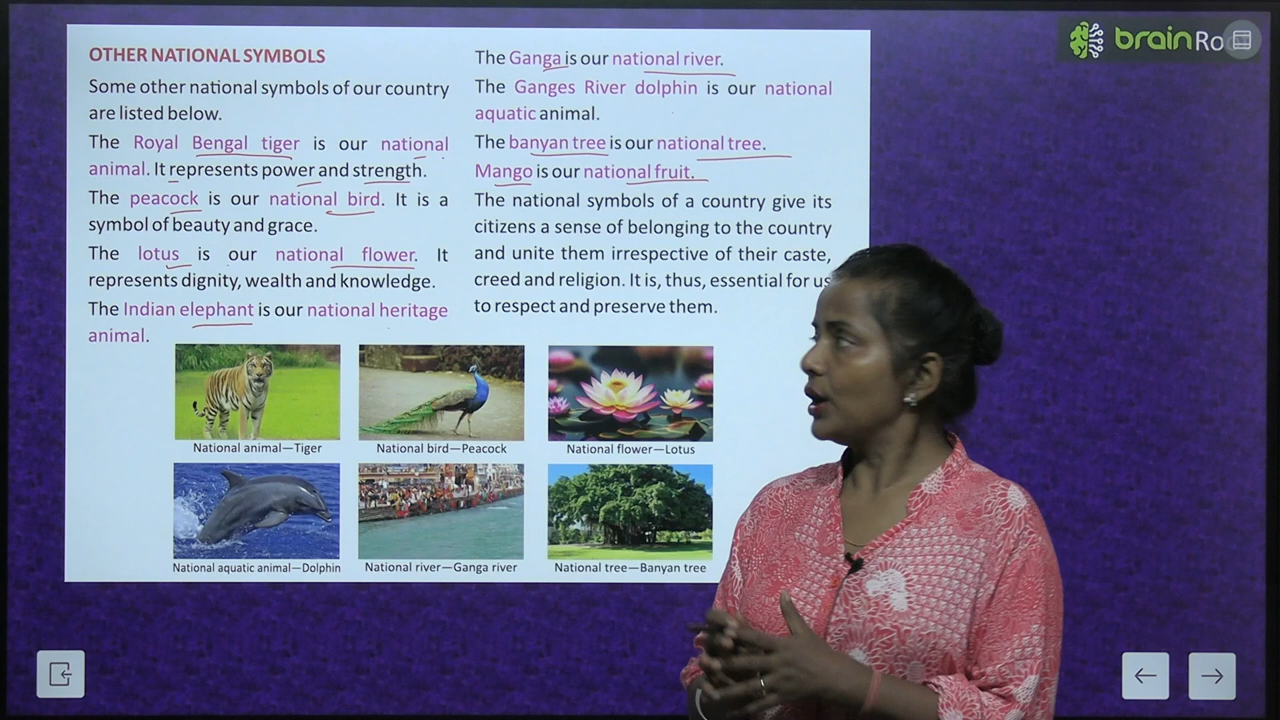 OTHER NATIONAL SYMBOLS
Some other national symbols of our country
are listed below.
The Royal Bengal tiger is our national
animal. It represents power and strength.
The peacock is our national bird. It is a
symbol of beauty and grace.
The lotus is our national flower. It
represents dignity, wealth and knowledge.
The Indian elephant is our national heritage
animal.
The Ganga is our national river.
The Ganges River dolphin is our national
aquatic animal.
The banyan tree is our national tree.
Mango is our national fruit.
The national symbols of a country give its
citizens a sense of belonging to the country
and unite them irrespective of their caste,
creed and religion. It is, thus, essential for us
to respect and preserve them.
National animal—Tiger
National bird—Peacock
National flower—Lotus
National aquatic animal—Dolphin
National river—Ganga river
National tree—Banyan tree
brain